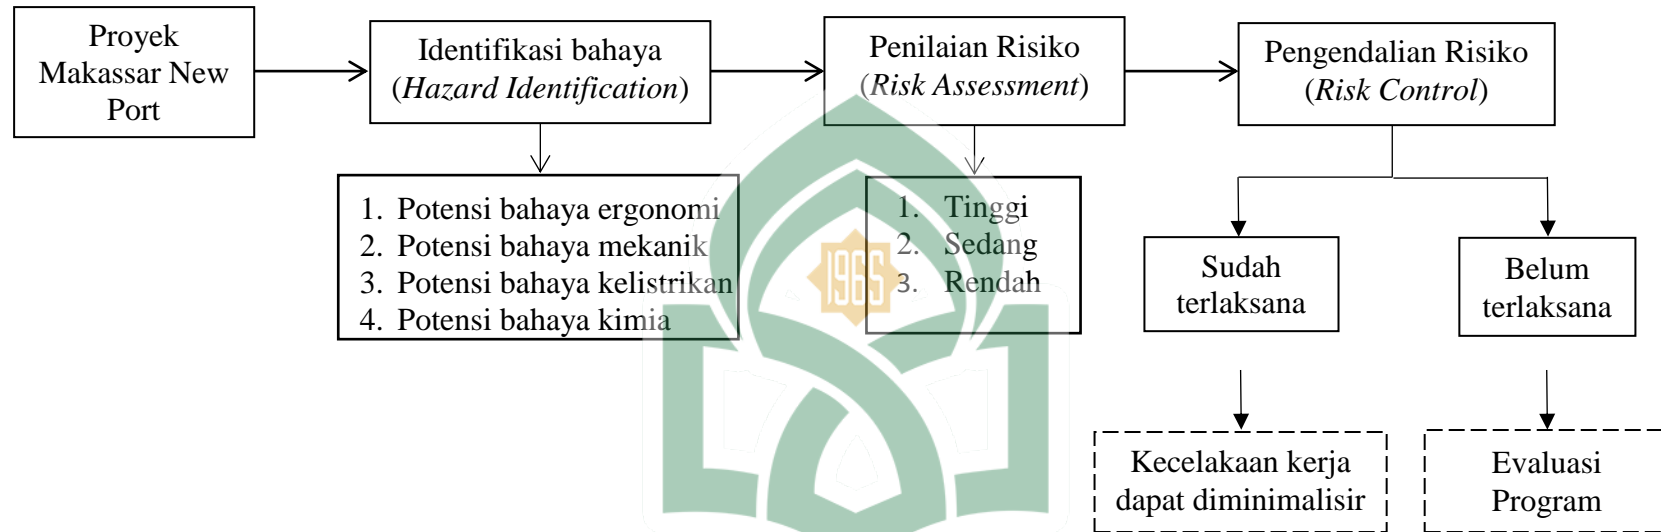 Proyek
Makassar New
Port
Identifikasi bahaya
(Hazard Identification)
Penilaian Risiko
(Risk Assessment)
Pengendalian Risiko
(Risk Control)
1. Potensi bahaya ergonomi
2. Potensi bahaya mekanik
3. Potensi bahaya kelistrikan
4. Potensi bahaya kimia
1. Tinggi
2. Sedang
3. Rendah
1965
Sudah
terlaksana
Belum
terlaksana
Kecelakaan kerja
dapat diminimalisir
Evaluasi
Program